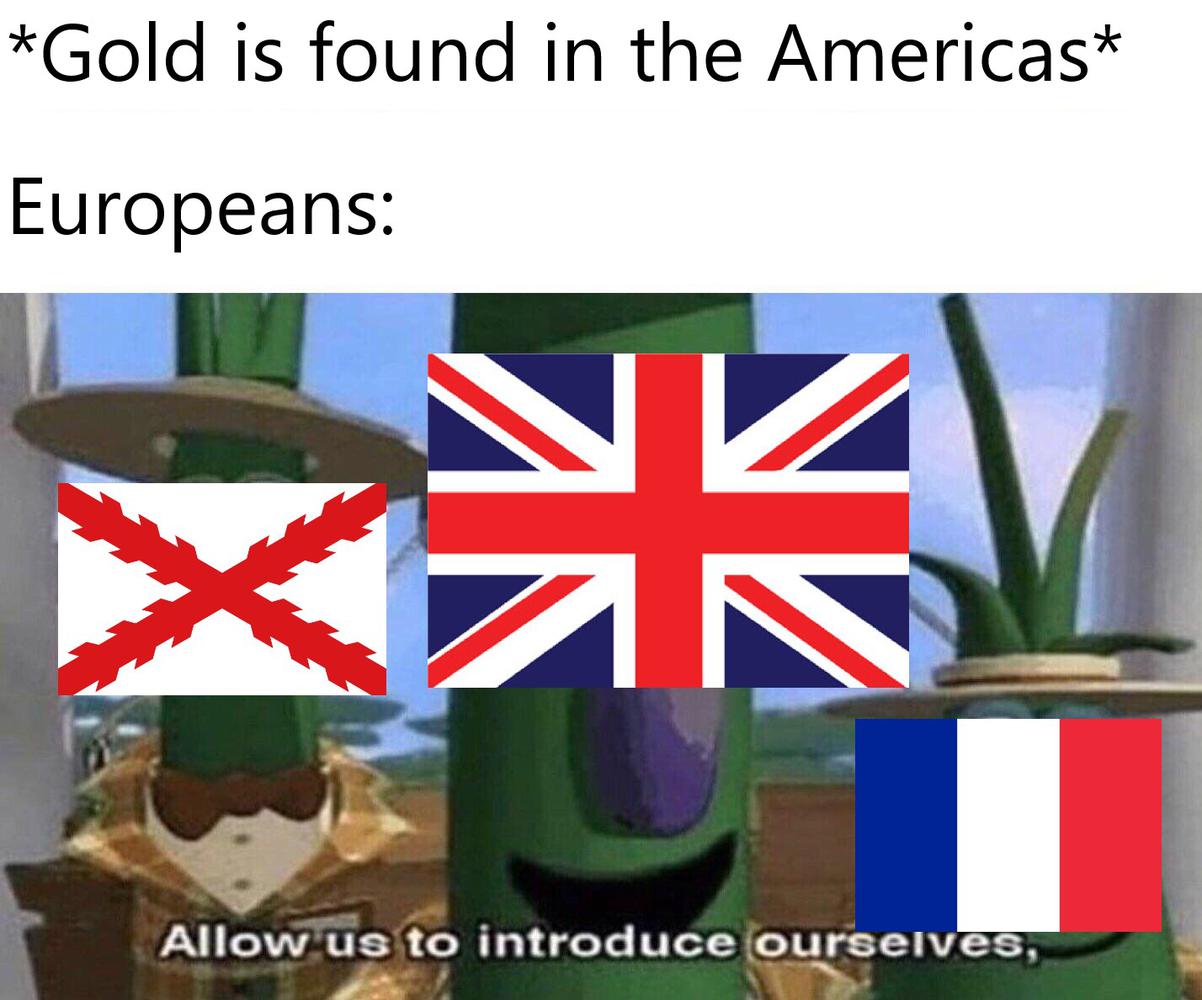 *Gold is found in the Americas*
Europeans:
Allow us to introduce ourselves,